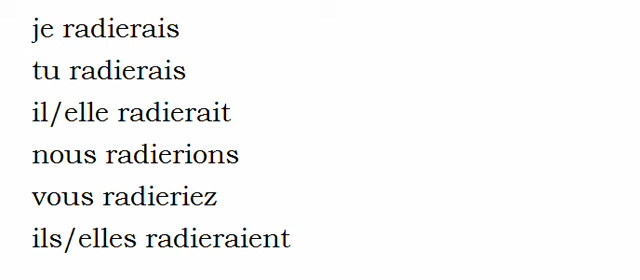 je radierais
tu radierais
il/elle radierait
nous radierions
vous radieriez
ils/elles radieraient